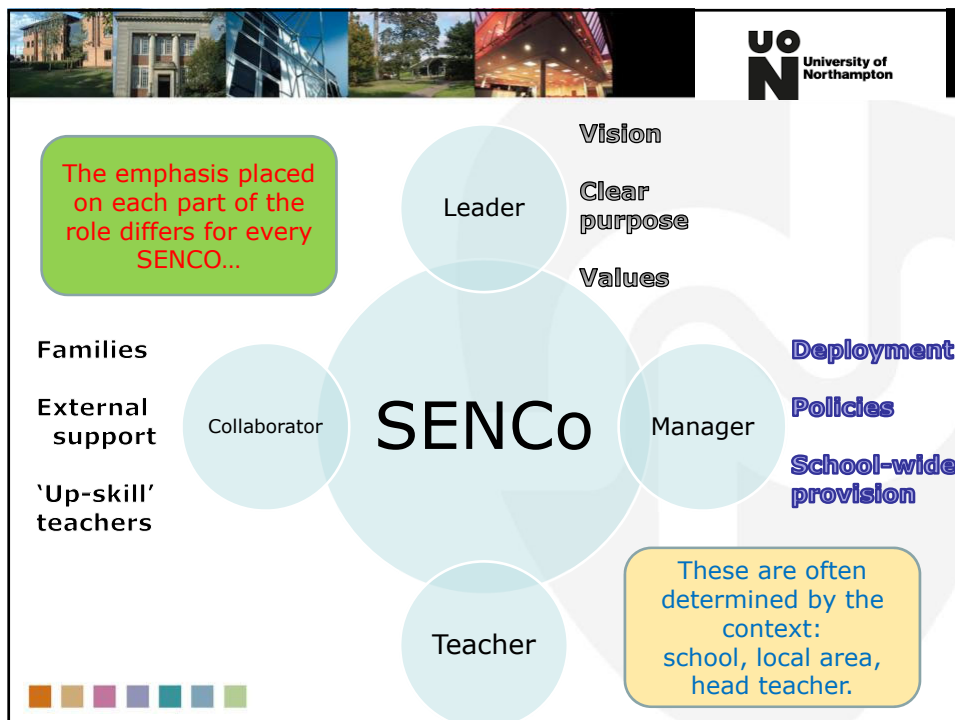 UO
N
University of
Northampton
The emphasis placed
on each part of the
role differs for every
SENCO…
Leader
Vision
Clear
purpose
Values
Families
External
support
‘Up-skill’
teachers
Collaborator
SENCo
Manager
Deployment
Policies
School-wide
provision
Teacher
These are often
determined by the
context:
school, local area,
head teacher.